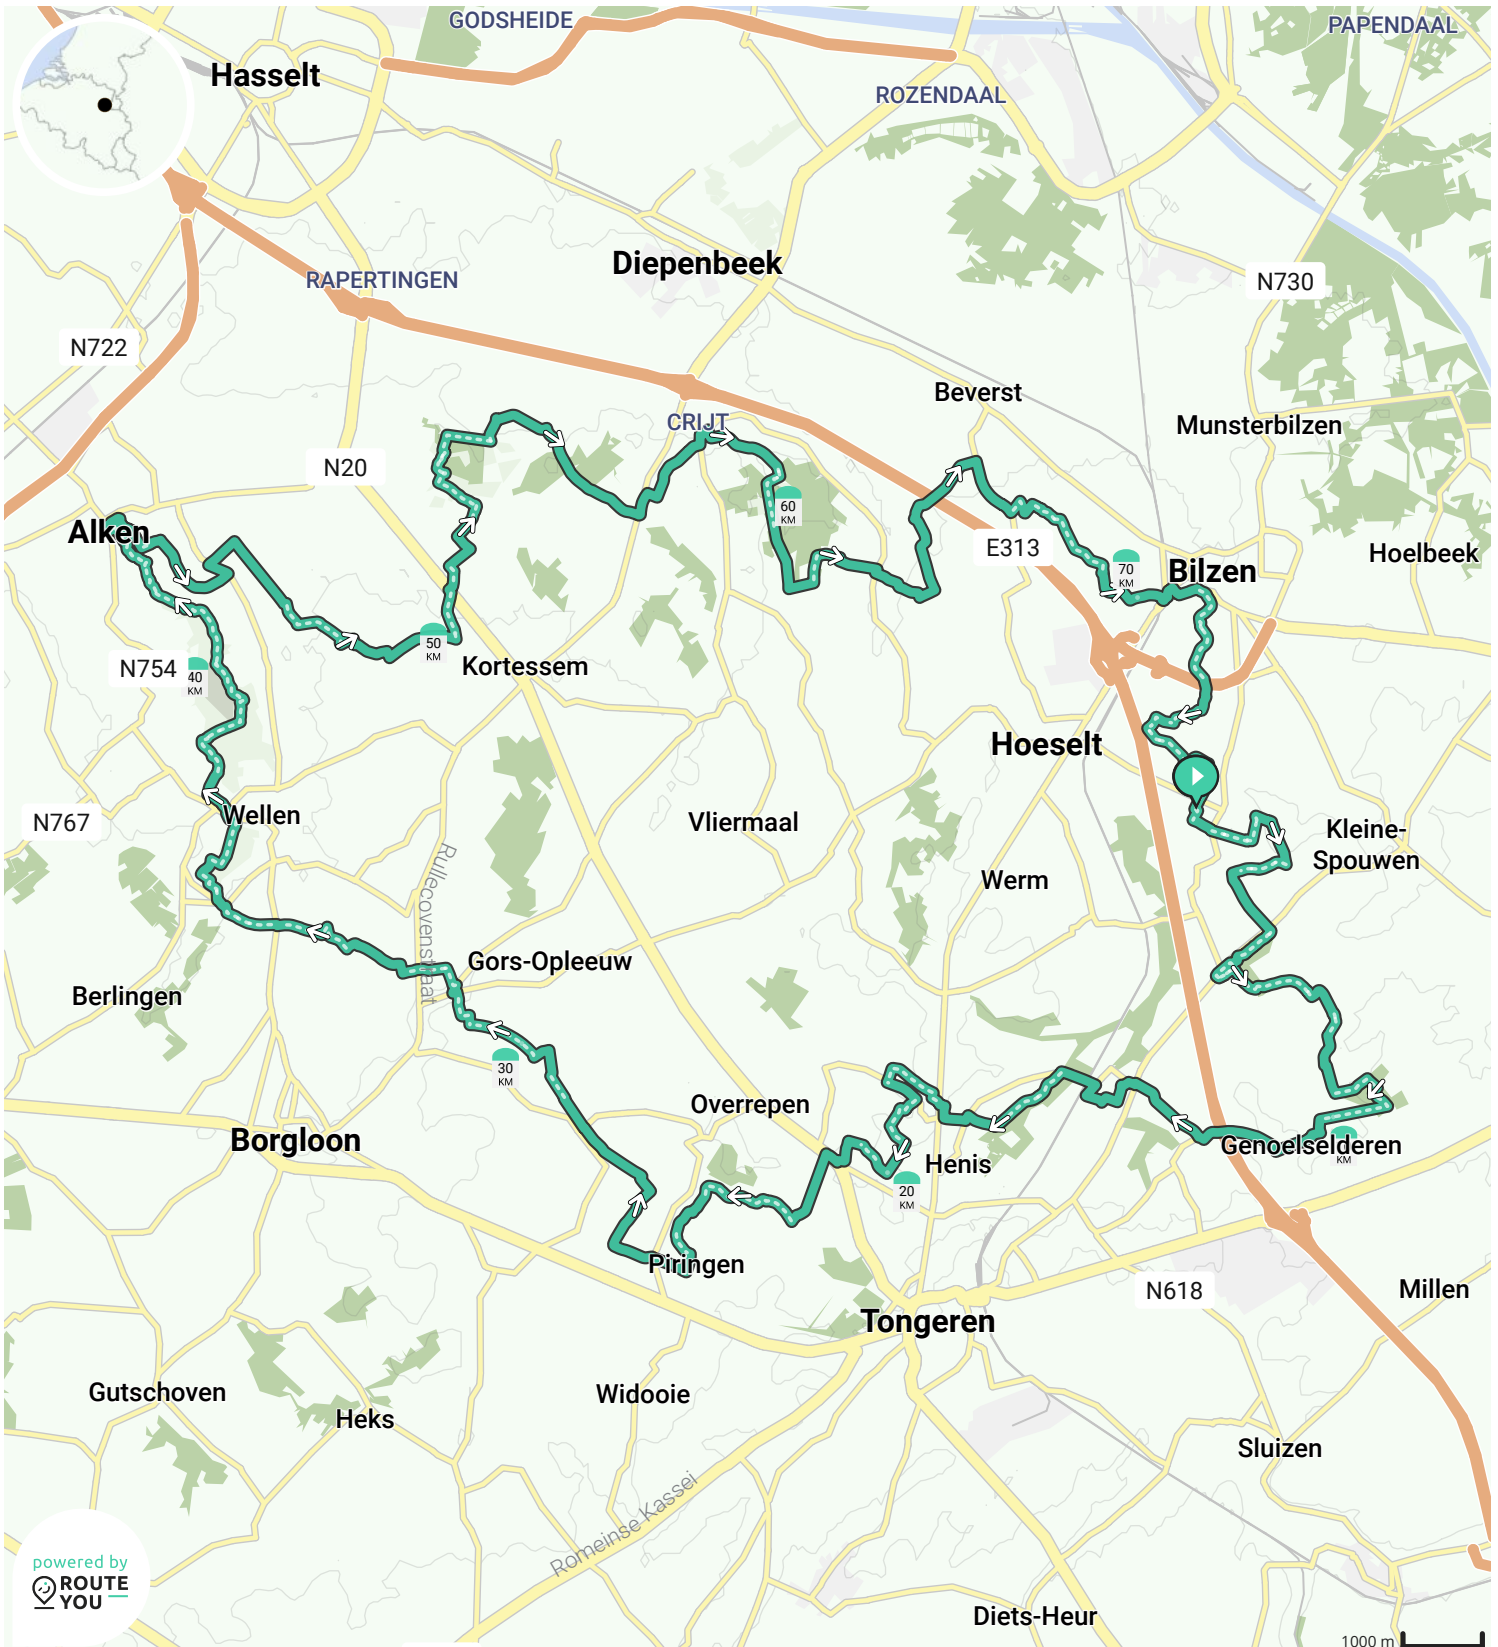 GODSHEIDE
PAPENDAAL
Hasselt
ROZENDAAL
Diepenbeek
RAPERTINGEN
N730
N722
Beverst
CRIJT
Munsterbilzen
N20
60
KM
Alken
E313
Hoelbeek
70
KM
Bilzen
50
KM
Kortessem
N754
40
KM
Hoeselt
N767
Wellen
Vliermaal
Kleine-
Spouwen
Rullecovenstraat
Werm
Gors-Opleeuw
Berlingen
30
KM
Overrepen
Borgloon
Genoelselderen
KM
Henis
20
KM
Piringen
N618
Millen
Tongeren
Gutschoven
Widooie
Heks
Sluizen
Romeinse Kassei
powered by
ROUTE
YOU
Diets-Heur
1000 m